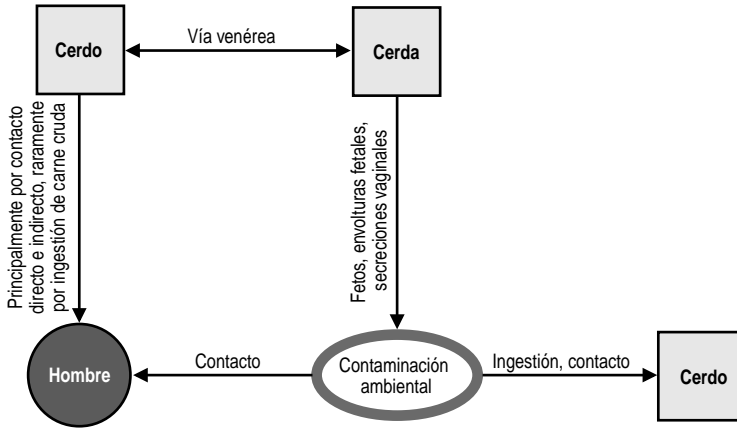 Cerdo
Vía venérea
Cerda
Principalmente por contacto
directo e indirecto, raramente
por ingestión de carne cruda
Fetos, envolturas fetales,
secreciones vaginales
Hombre
Contacto
Contaminación
ambiental
Ingestión, contacto
Cerdo